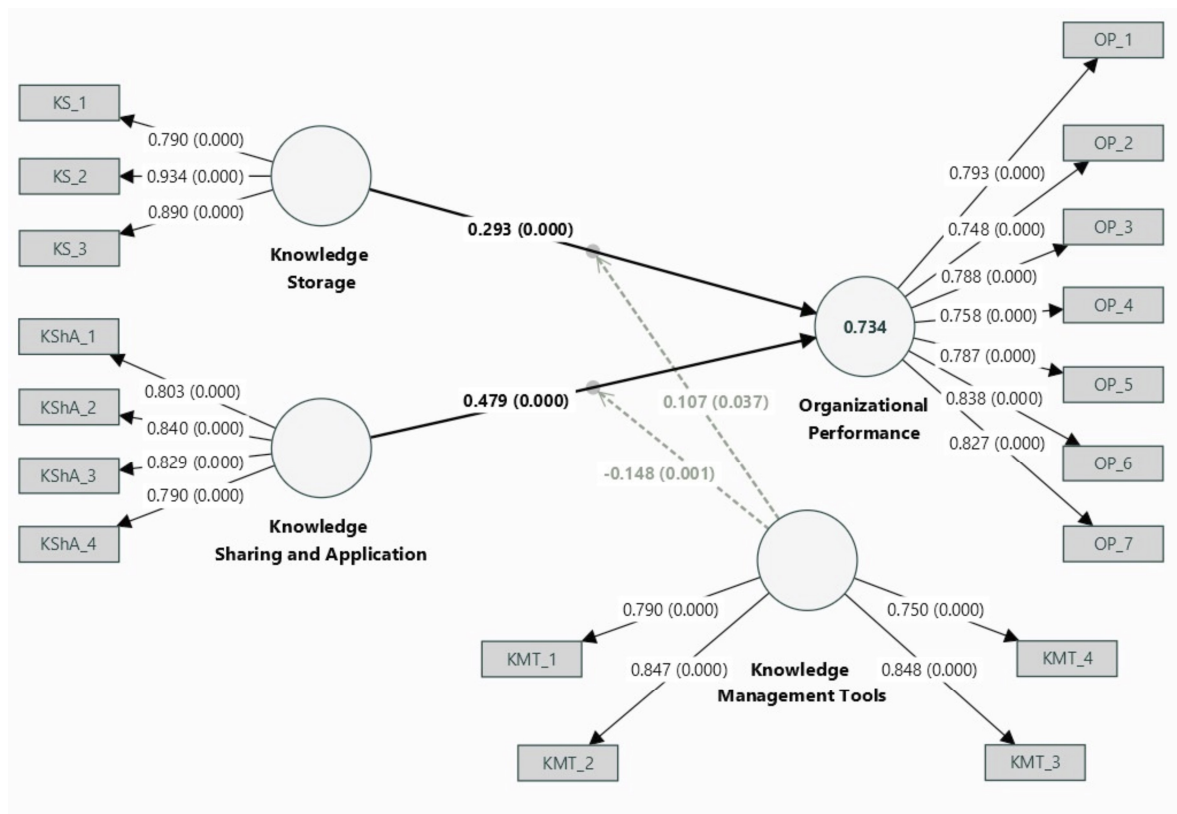 OP_1
KS_1
0.790 (0.000)
OP_2
0.793 (0.000)
KS_2
0.934 (0.000)
KS_3
0.890 (0.000)
0.293 (0.000)
0.748 (0.000)
OP_3
Knowledge
Storage
0.788 (0.000)
OP_4
0.758 (0.000)
0.734
KShA_1
0.787 (0.000)
OP_5
0.803 (0.000)
KShA_2
0.479 (0.000)
0.107 (0.037)
Organizational
Performance
0.838 (0.000)
0.840 (0.000)
0.827 (0.000)
KShA_3
0.829 (0.000)
-0.148 (0.001)
OP_6
0.790 (0.000)
Knowledge
Sharing and Application
KShA_4
OP_7
0.790 (0.000)
0.750 (0.000)
KMT_1
0.847 (0.000)
Knowledge
Management Tools
0.848 (0.000)
KMT_4
KMT_2
KMT_3